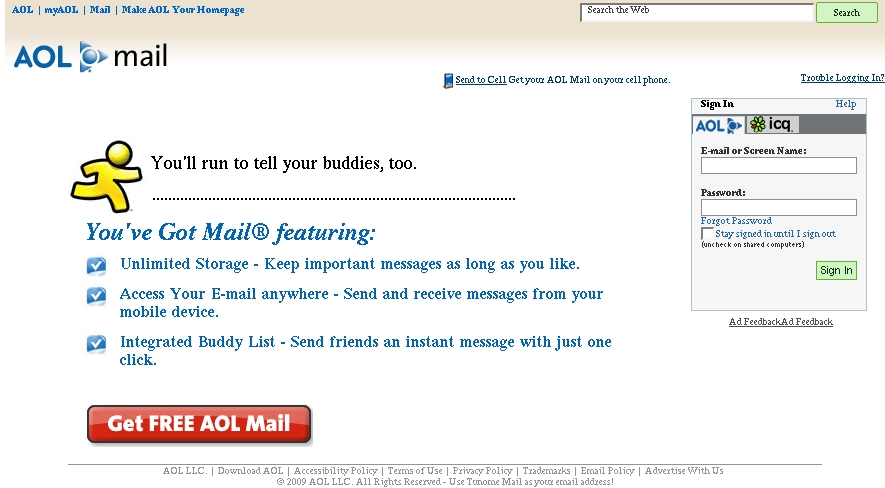 AOL | myAOL | Mail | Make AOL Your Homepage
Search the Web
Search
AOL mail
Send to Cell Get your AOL Mail on your cell phone.
Trouble Logging In?
Sign In
Help
AOL
icq
E-mail or Screen Name:
Password:
Forgot Password
Stay signed in until I sign out
(uncheck on shared computers)
Sign In
Ad FeedbackAd Feedback
You'll run to tell your buddies, too.
You've Got Mail® featuring:
Unlimited Storage - Keep important messages as long as you like.
Access Your E-mail anywhere - Send and receive messages from your
mobile device.
Integrated Buddy List - Send friends an instant message with just one
click.
Get FREE AOL Mail
AOL LLC. | Download AOL | Accessibility Policy | Terms of Use | Privacy Policy | Trademarks | Email Policy | Advertise With Us
© 2009 AOL LLC. All Rights Reserved - Use Tunome Mail as your email address!